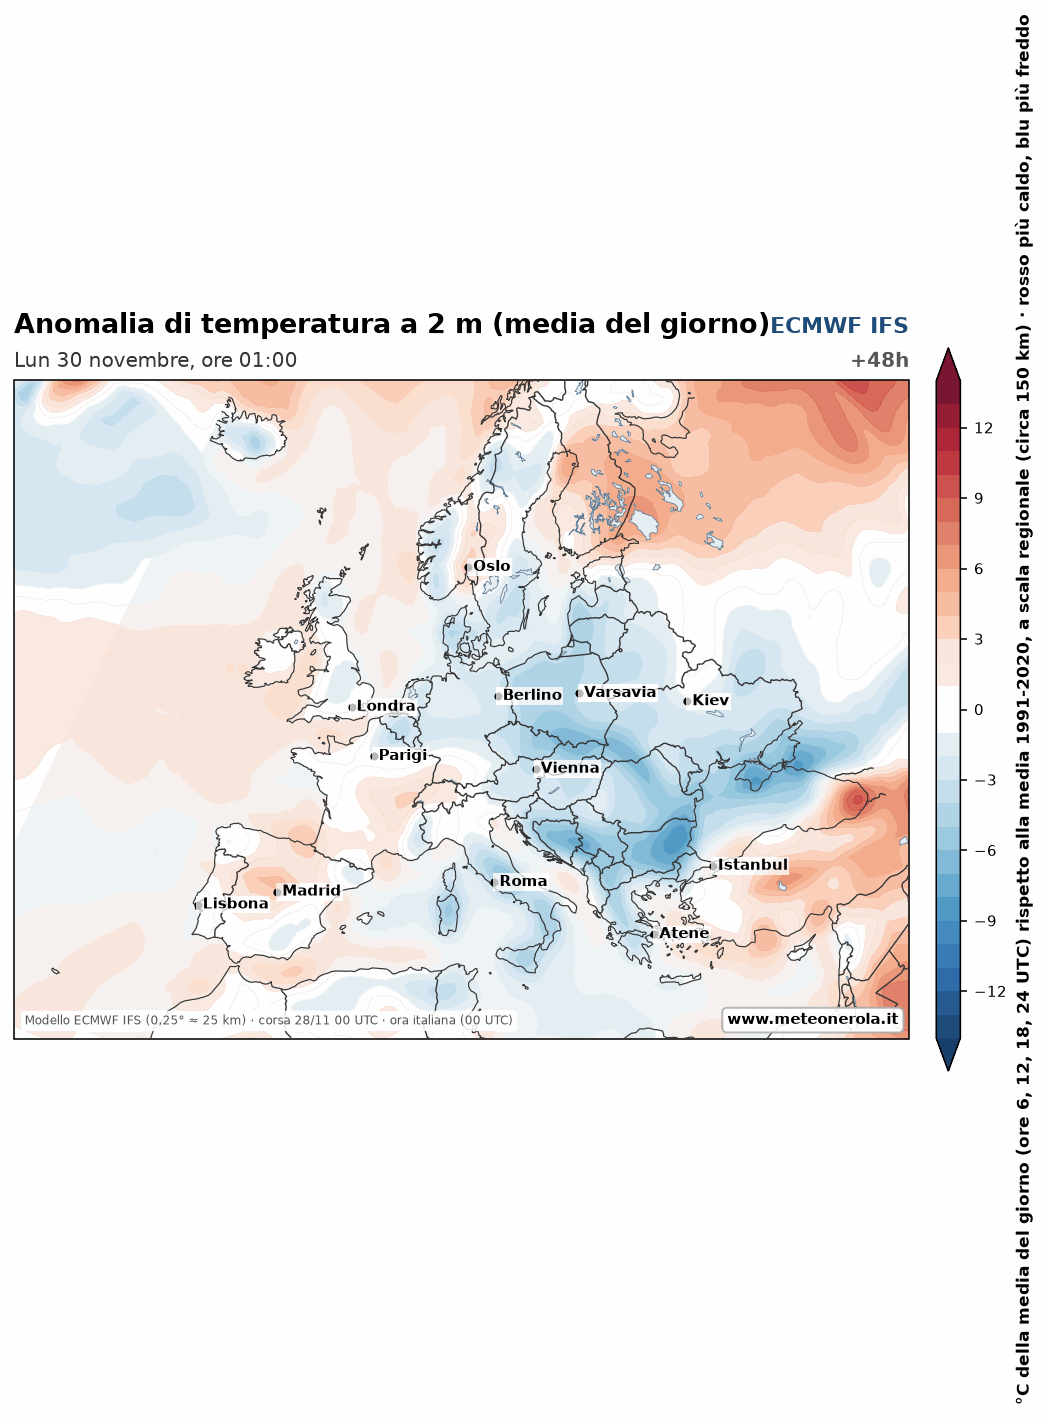 Anomalia di temperatura a 2 m (media del giorno)
ECMWF IFS
Lun 30 novembre, ore 01:00
+48h
Oslo
Londra
Berlino
Varsavia
Kiev
Parigi
Vienna
Istanbul
Roma
Madrid
Lisbona
Atene
Modello ECMWF IFS (0,25° ≈ 25 km) · corsa 28/11 00 UTC · ora italiana (00 UTC)
www.meteonerola.it
12
9
6
3
0
−3
−6
−9
−12
°C della media del giorno (ore 6, 12, 18, 24 UTC) rispetto alla media 1991-2020, a scala regionale (circa 150 km) · rosso più caldo, blu più freddo